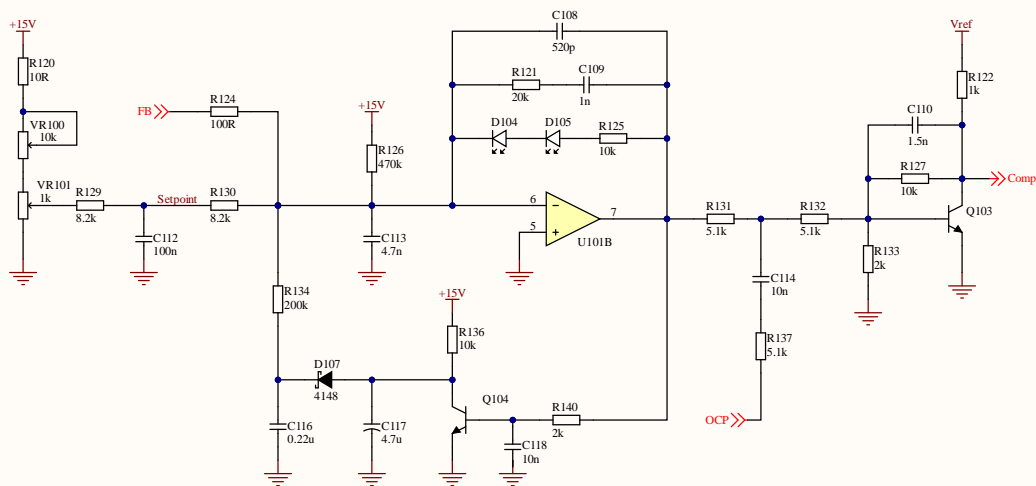 +15V
R120
10R
VR100
10k
VR101
1k
R129
8.2k
C112
100n
Setpoint
R130
8.2k
FB
R124
100R
+15V
R126
470k
C113
4.7n
C108
520p
R121
20k
C109
1n
D104
D105
R125
10k
6
5
7
U101B
R134
200k
D107
4148
C116
0.22u
C117
4.7u
+15V
R136
10k
Q104
C118
10n
R140
2k
R131
5.1k
C114
10n
R137
5.1k
OCP
R132
5.1k
R133
2k
Vref
R122
1k
C110
1.5n
R127
10k
Comp
Q103